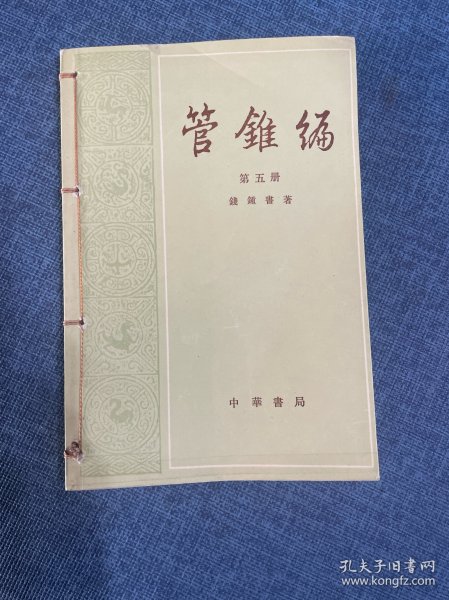 管錐編
第五册
錢鍾書著
中華書局
孔夫子旧书网
www.kongfz.com